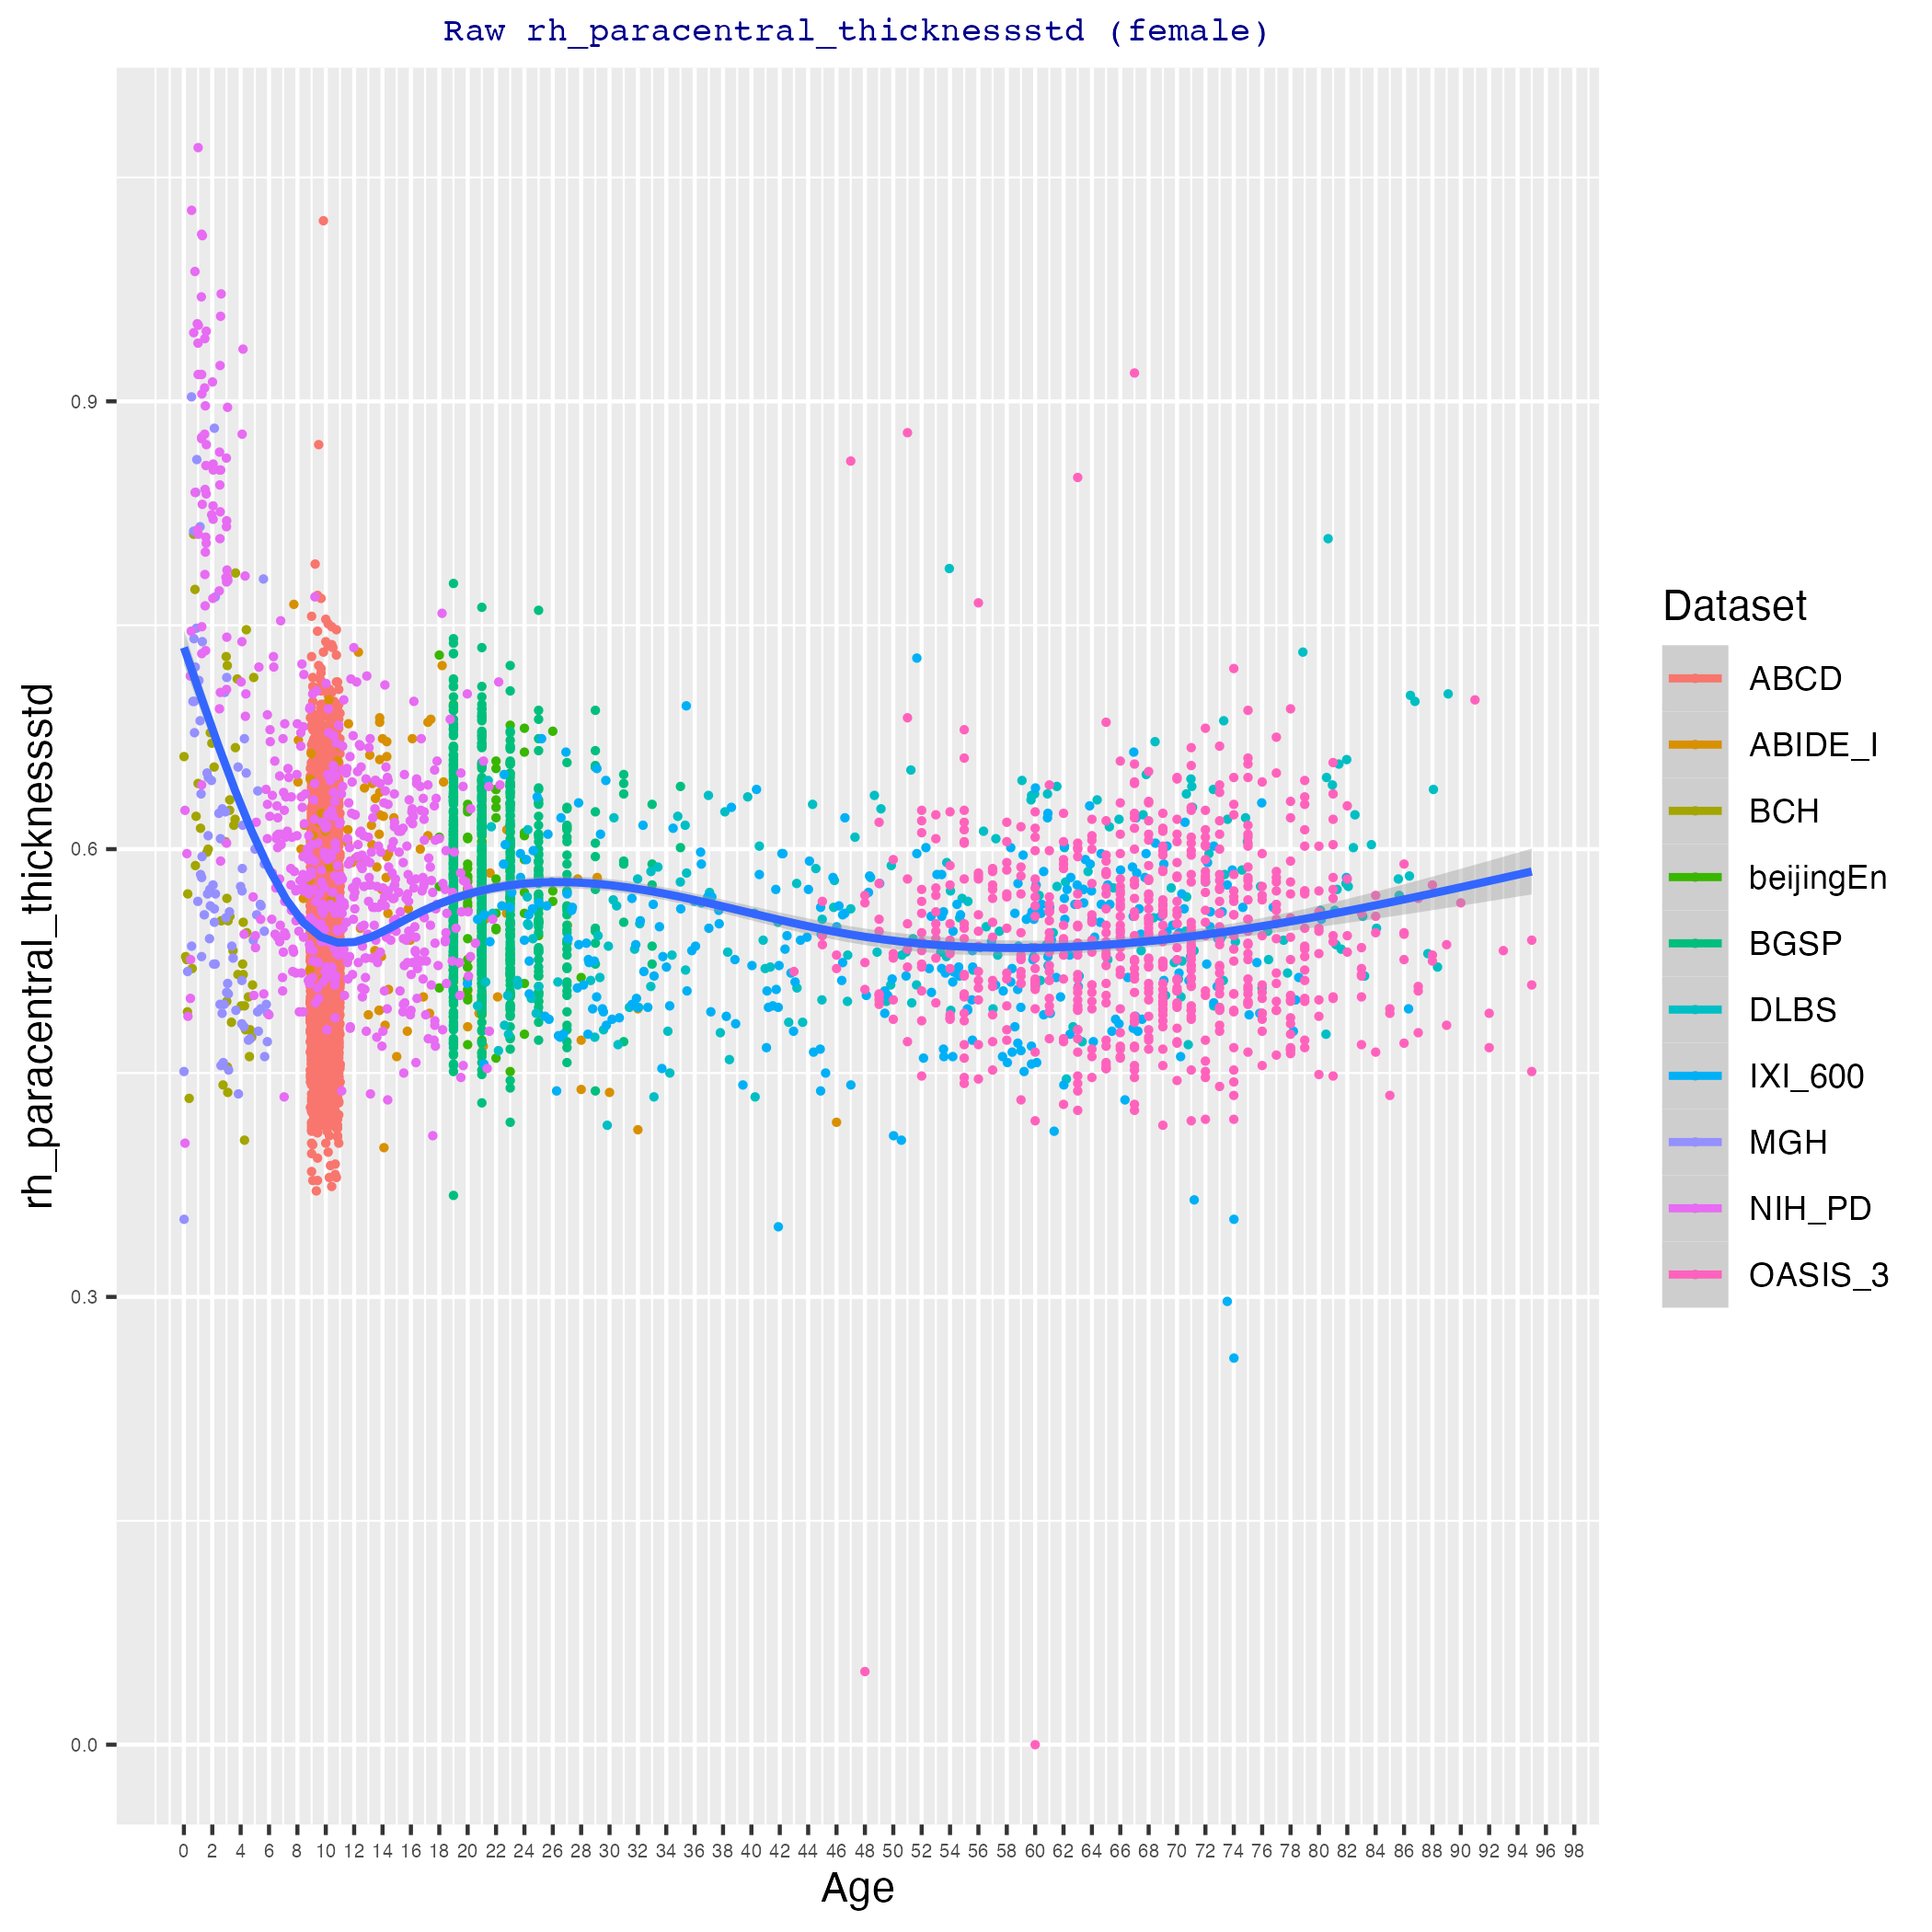 Raw rh_paracentral_thicknessstd (female)
rh_paracentral_thicknessstd
0.9
0.6
0.3
0.0
0 2 4 6 8 10 12 14 16 18 20 22 24 26 28 30 32 34 36 38 40 42 44 46 48 50 52 54 56 58 60 62 64 66 68 70 72 74 76 78 80 82 84 86 88 90 92 94 96 98
Age
Dataset
ABCD
ABIDE_I
BCH
beijingEn
BGSP
DLBS
IXI_600
MGH
NIH_PD
OASIS_3